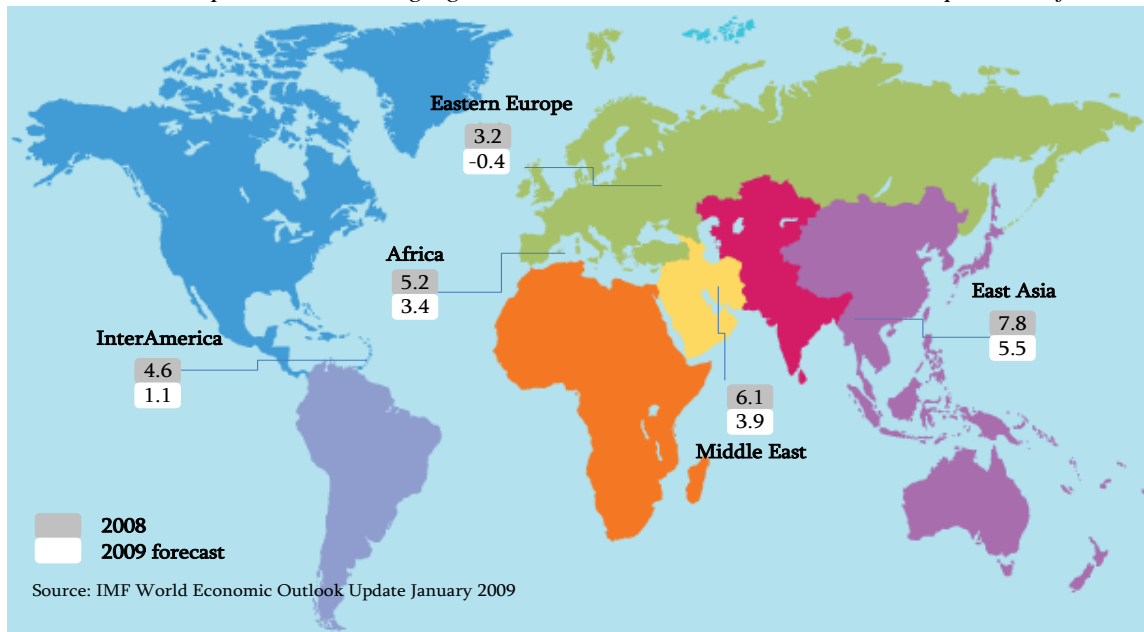 Eastern Europe
3.2
-0.4
Africa
5.2
3.4
East Asia
7.8
5.5
InterAmerica
4.6
1.1
6.1
3.9
Middle East
2008
2009 forecast
Source: IMF World Economic Outlook Update January 2009